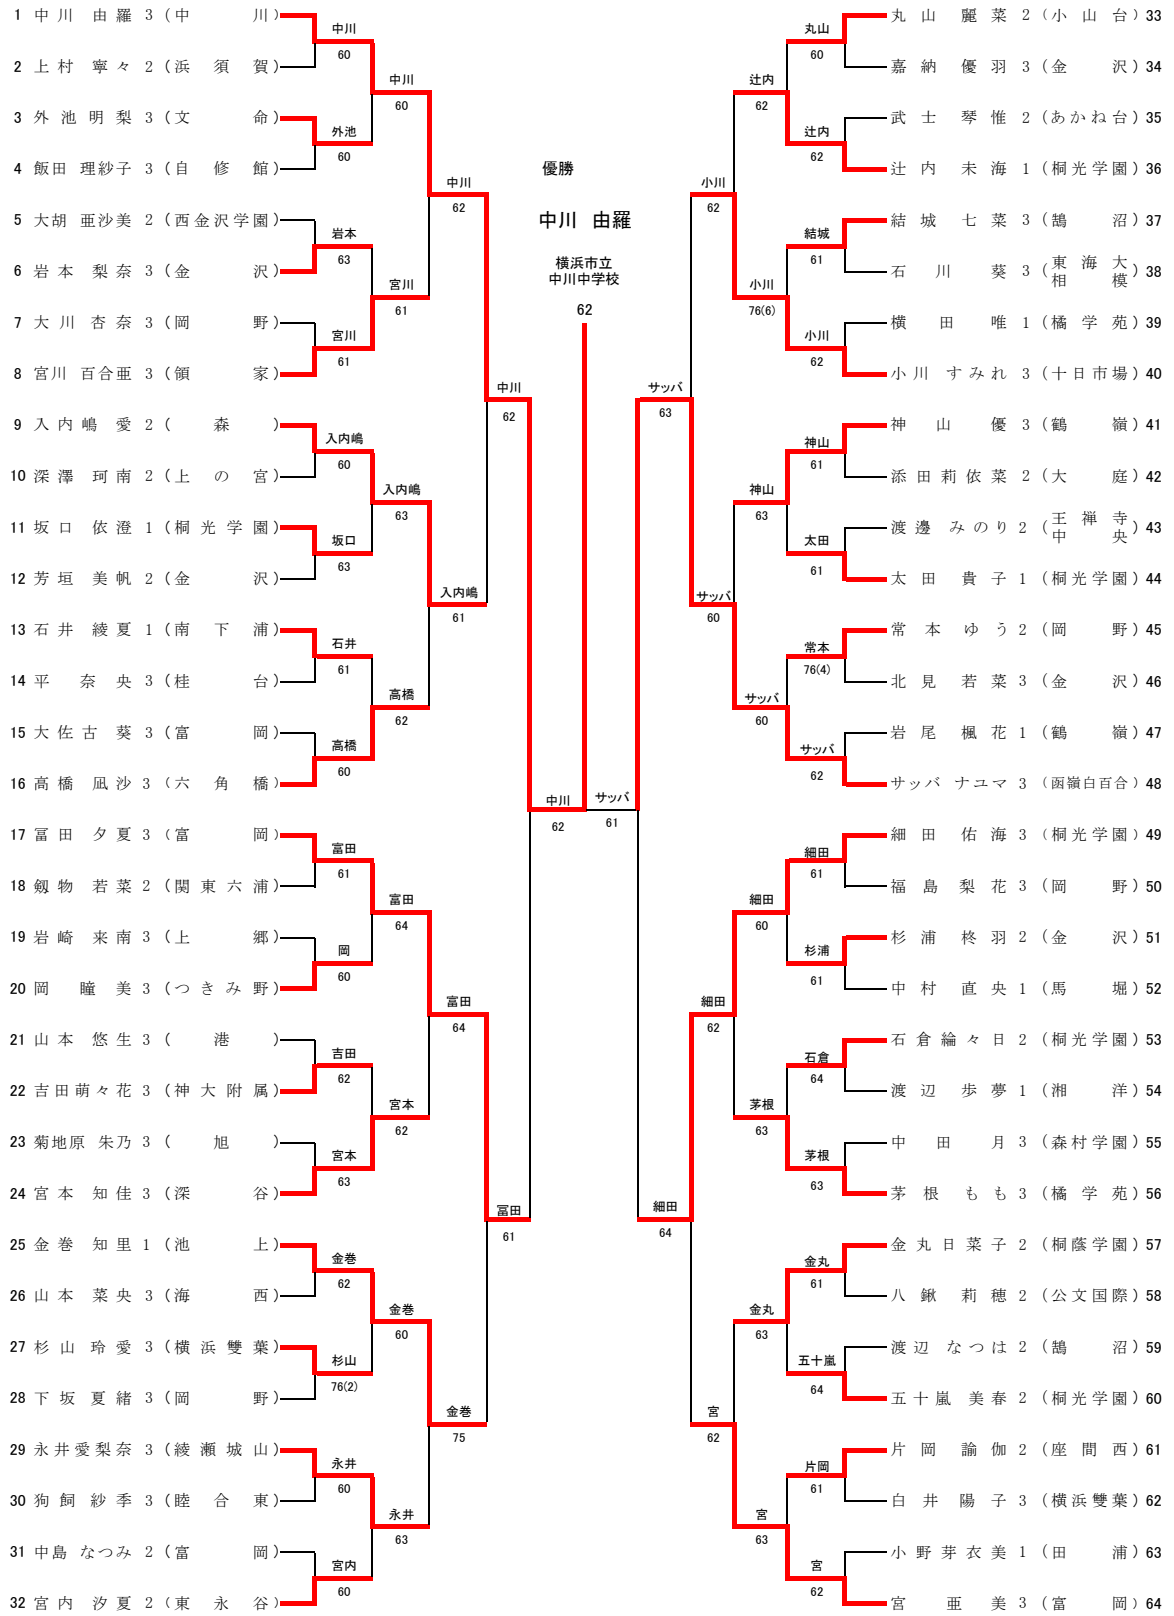 1 中川 由羅 3 (中川)
中川
60
2 上村 寧々 2 (浜須賀)
中川
60
3 外池 明梨 3 (文命)
外池
60
4 飯田 理紗子 3 (自修館)
中川
62
5 大胡 亜沙美 2 (西金沢学園)
岩本
63
6 岩本 梨奈 3 (金沢)
宮川
61
7 大川 杏奈 3 (岡野)
宮川
61
8 宮川 百合亜 3 (領家)
中川
62
9 入内嶋 愛 2 (森)
入内嶋
60
10 深澤 珂南 2 (上の宮)
入内嶋
63
11 坂口 依澄 1 (桐光学園)
坂口
63
12 芳垣 美帆 2 (金沢)
入内嶋
61
13 石井 綾夏 1 (南下浦)
石井
61
14 平 奈央 3 (桂台)
高橋
62
15 大佐古 葵 3 (富岡)
高橋
60
16 高橋 凪沙 3 (六角橋)
中川
62
17 冨田 夕夏 3 (富岡)
富田
61
18 剱物 若菜 2 (関東六浦)
富田
64
19 岩崎 来南 3 (上郷)
岡
60
20 岡 瞳美 3 (つきみ野)
富田
64
21 山本 悠生 3 (港)
吉田
62
22 吉田 萌々花 3 (神大附属)
宮本
62
23 菊地原 朱乃 3 (旭)
宮本
63
24 宮本 知佳 3 (深谷)
冨田
61
25 金巻 知里 1 (池上)
金巻
62
26 山本 菜央 3 (海西)
金巻
60
27 杉山 玲愛 3 (横浜雙葉)
杉山
76(2)
28 下坂 夏緒 3 (岡野)
金巻
75
29 永井 愛梨奈 3 (綾瀬城山)
永井
60
30 狗飼 紗季 3 (睦合東)
永井
63
31 中島 なつみ 2 (富岡)
宮内
60
32 宮内 汐夏 2 (東永谷)
優勝
中川 由羅
横浜市立
中川中学校
62
丸山 麗菜 2 (小山台) 33
丸山
60
嘉納 優羽 3 (金沢) 34
辻内
62
武士 琴惟 2 (あかね台) 35
辻内
62
辻内 未海 1 (桐光学園) 36
小川
62
結城 七菜 3 (鵠沼) 37
結城
61
石川 葵 3 (東海大相模) 38
小川
76(6)
横田 唯 1 (橘学苑) 39
小川
62
小川 すみれ 3 (十日市場) 40
サッバ
63
神山 優 3 (鶴嶺) 41
神山
61
添田 莉依菜 2 (大庭) 42
神山
63
渡邊 みのり 2 (王禅寺中央) 43
太田
61
太田 貴子 1 (桐光学園) 44
サッバ
60
常本 ゆう 2 (岡野) 45
常本
76(4)
北見 若菜 3 (金沢) 46
サッバ
60
岩尾 楓花 1 (鶴嶺) 47
サッバ
62
サッバ ナユマ 3 (函嶺白百合) 48
サッバ
61
細田 佑海 3 (桐光学園) 49
細田
61
福島 梨花 3 (岡野) 50
細田
60
杉浦 柊羽 2 (金沢) 51
杉浦
61
中村 直央 1 (馬堀) 52
細田
62
石倉 綸々日 2 (桐光学園) 53
石倉
64
渡辺 歩夢 1 (湘洋) 54
茅根
63
中田 月 3 (森村学園) 55
茅根
63
茅根 もも 3 (橘学苑) 56
細田
64
金丸 日菜子 2 (桐蔭学園) 57
金丸
61
八鍬 莉穂 2 (公文国際) 58
金丸
63
渡辺 なつは 2 (鵠沼) 59
五十嵐
64
五十嵐 美春 2 (桐光学園) 60
宮
62
片岡 諭伽 2 (座間西) 61
片岡
61
白井 陽子 3 (横浜雙葉) 62
宮
63
小野 芽衣美 1 (田浦) 63
宮
62
宮 亜美 3 (富岡) 64